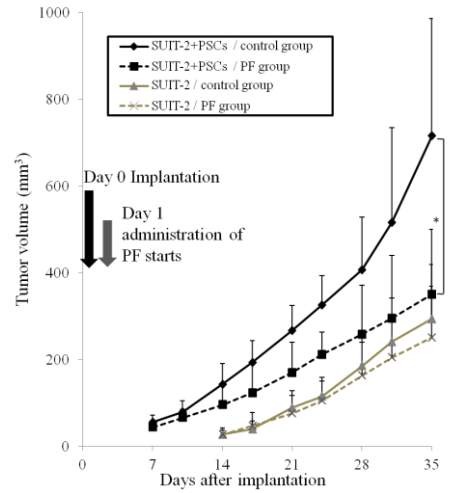 1000
800
600
400
200
0
Tumor volume (mm³)
SUIT-2+PSCs / control group
SUIT-2+PSCs / PF group
SUIT-2 / control group
SUIT-2 / PF group
Day 0 Implantation
Day 1
administration of
PF starts
*
0 7 14 21 28 35
Days after implantation